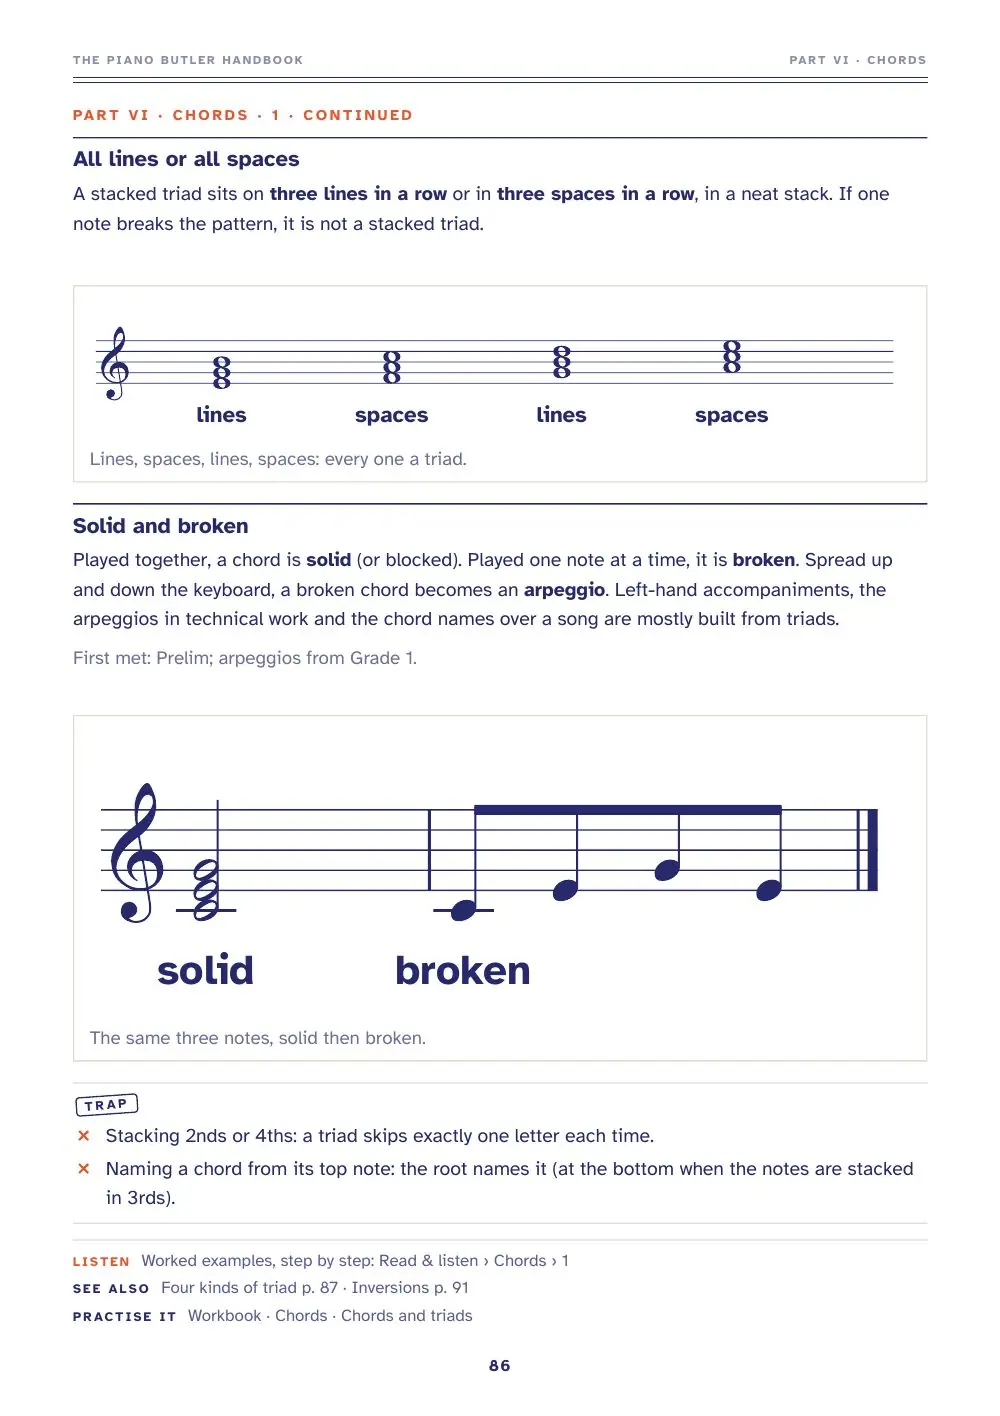 THE PIANO BUTLER HANDBOOK
PART VI · CHORDS
PART VI · CHORDS · 1 · CONTINUED
All lines or all spaces
A stacked triad sits on three lines in a row or in three spaces in a row, in a neat stack. If one
note breaks the pattern, it is not a stacked triad.
lines spaces lines spaces
Lines, spaces, lines, spaces: every one a triad.
Solid and broken
Played together, a chord is solid (or blocked). Played one note at a time, it is broken. Spread up
and down the keyboard, a broken chord becomes an arpeggio. Left-hand accompaniments, the
arpeggios in technical work and the chord names over a song are mostly built from triads.
First met: Prelim; arpeggios from Grade 1.
solid broken
The same three notes, solid then broken.
TRAP
× Stacking 2nds or 4ths: a triad skips exactly one letter each time.
× Naming a chord from its top note: the root names it (at the bottom when the notes are stacked
in 3rds).
LISTEN Worked examples, step by step: Read & listen › Chords › 1
SEE ALSO Four kinds of triad p. 87 · Inversions p. 91
PRACTISE IT Workbook · Chords · Chords and triads
86